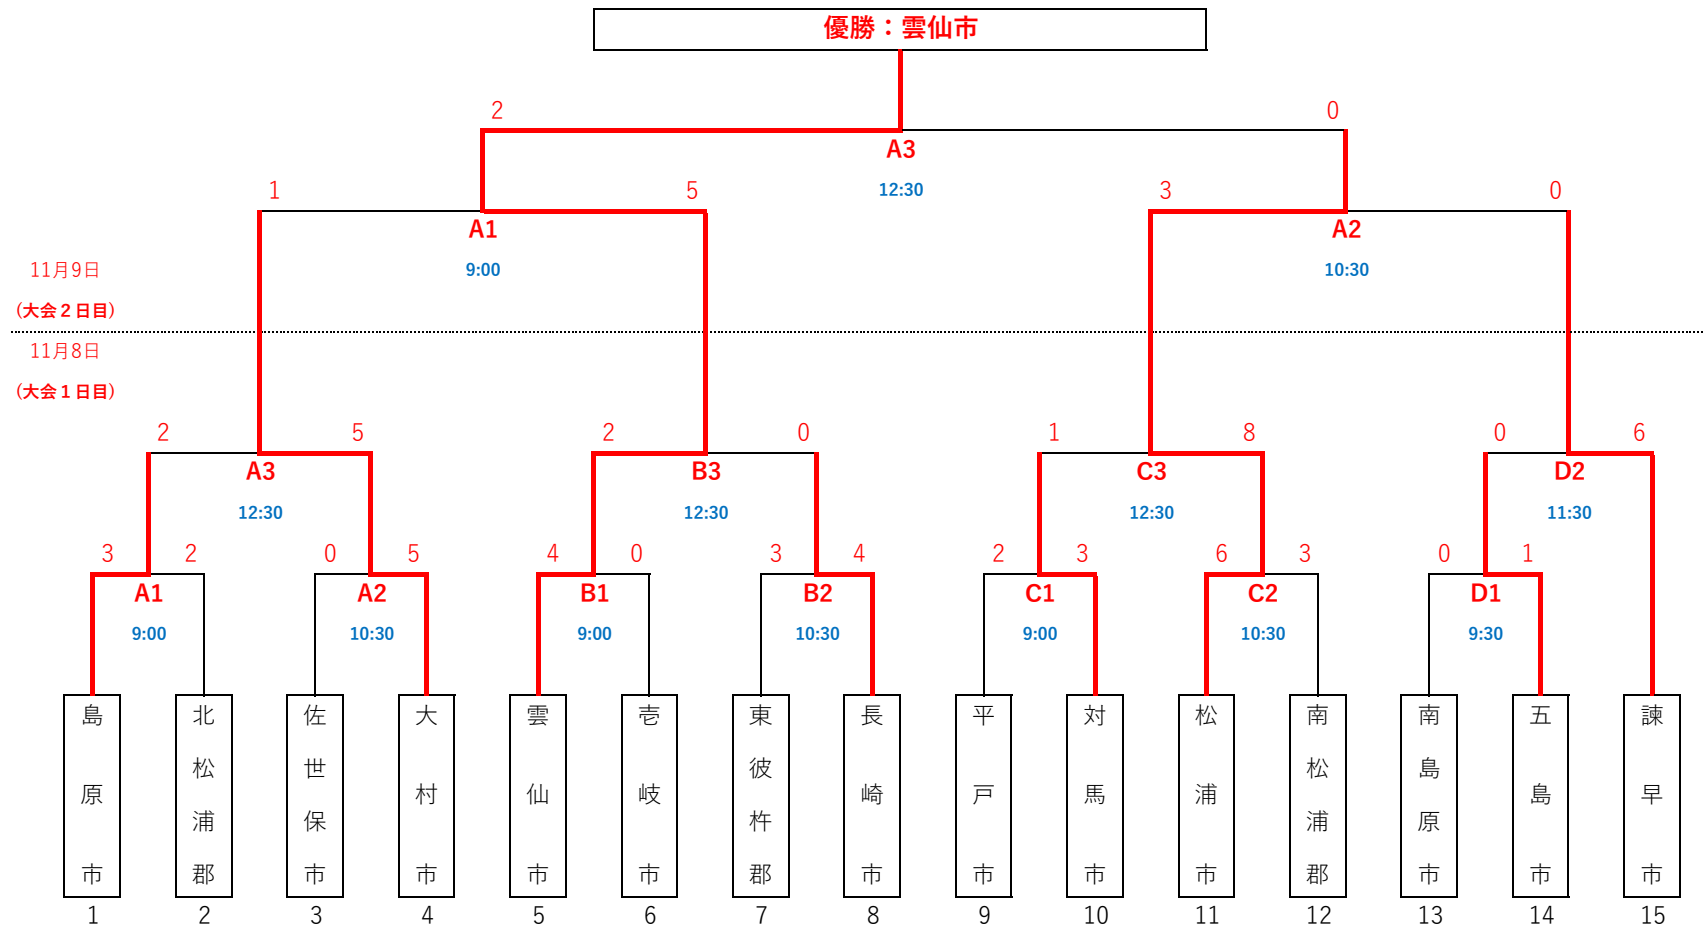 優勝：雲仙市
2 0
A3
12:30
1 5 3 0
A1 A2
9:00 10:30
11月9日
(大会２日目)
11月8日
(大会１日目)
2 5 2 0 1 8 0 6
A3 B3 C3 D2
12:30 12:30 12:30 11:30
3 2 0 5 4 0 3 4 2 3 6 3 0 1
A1 A2 B1 B2 C1 C2 D1
9:00 10:30 9:00 10:30 9:00 10:30 9:30
島原市
北松浦郡
佐世保市
大村市
雲仙市
壱岐市
東彼杵郡
長崎市
平戸市
対馬市
松浦市
南松浦郡
南島原市
五島市
諫早市
1 2 3 4 5 6 7 8 9 10 11 12 13 14 15